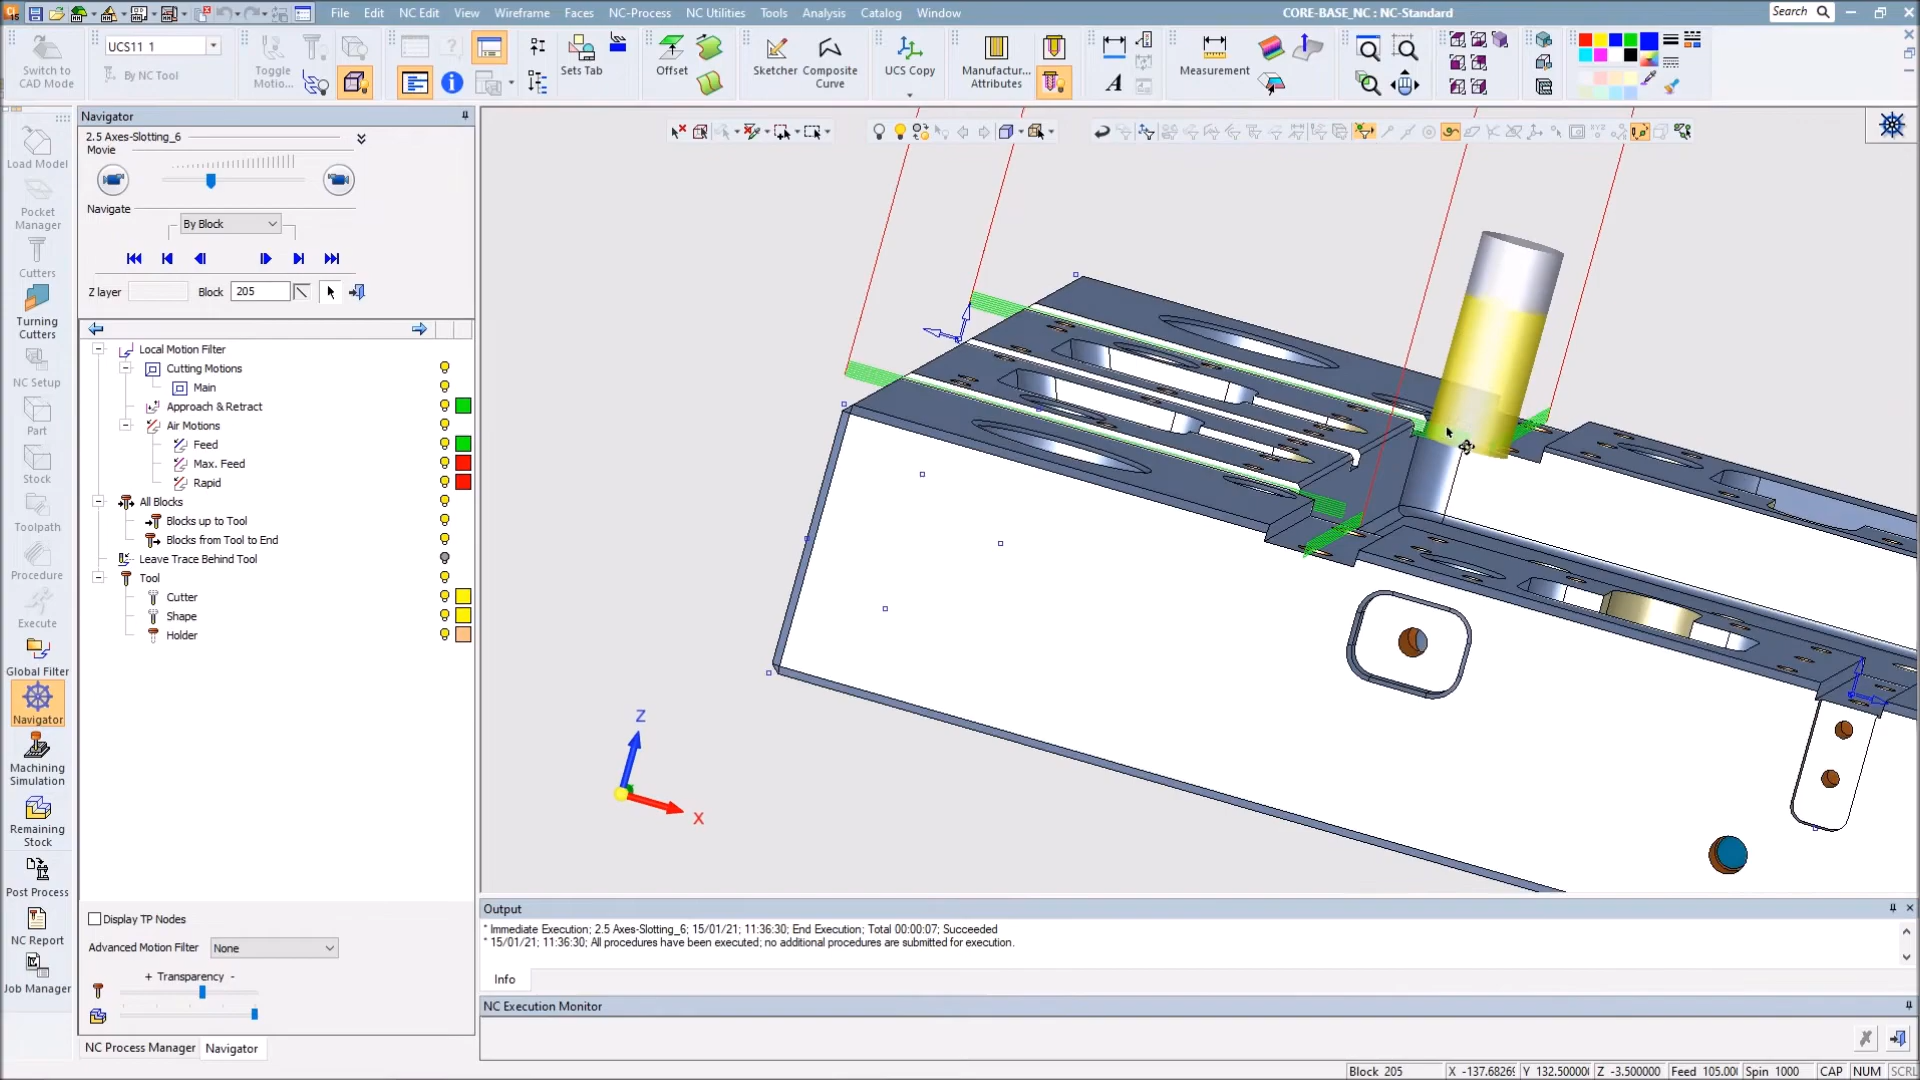 File Edit NC Edit View Wireframe Faces NC-Process NC Utilities Tools Analysis Catalog Window
CORE-BASE_NC : NC-Standard
Search
Switch to CAD Mode
UCS11 1
By NC Tool
Toggle Motio...
Sets Tab
Offset
Sketcher
Composite Curve
UCS Copy
Manufactur... Attributes
A
Measurement
Load Model
Pocket Manager
Cutters
Turning Cutters
NC Setup
Part
Stock
Toolpath
Procedure
Execute
Global Filter
Navigator
Machining Simulation
Remaining Stock
Post Process
NC Report
Job Manager
Navigator
2.5 Axes-Slotting_6
Movie
Navigate
By Block
Z layer
Block 205
Local Motion Filter
Cutting Motions
Main
Approach & Retract
Air Motions
Feed
Max. Feed
Rapid
All Blocks
Blocks up to Tool
Blocks from Tool to End
Leave Trace Behind Tool
Tool
Cutter
Shape
Holder
Display TP Nodes
Advanced Motion Filter None
+ Transparency -
NC Process Manager Navigator
Z
X
Output
* Immediate Execution; 2.5 Axes-Slotting_6; 15/01/21; 11:36:30; End Execution; Total 00:00:07; Succeeded
* 15/01/21; 11:36:30; All procedures have been executed; no additional procedures are submitted for execution.
Info
NC Execution Monitor
Block 205 X -137.6826 Y 132.50000 Z -3.500000 Feed 105.00 Spin 1000 CAP NUM SCRL